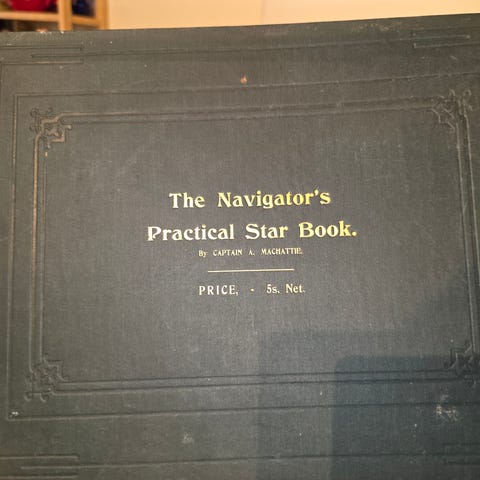 The Navigator's
Practical Star Book.
By CAPTAIN A. MACHATTIE.
PRICE, - 5s. Net.